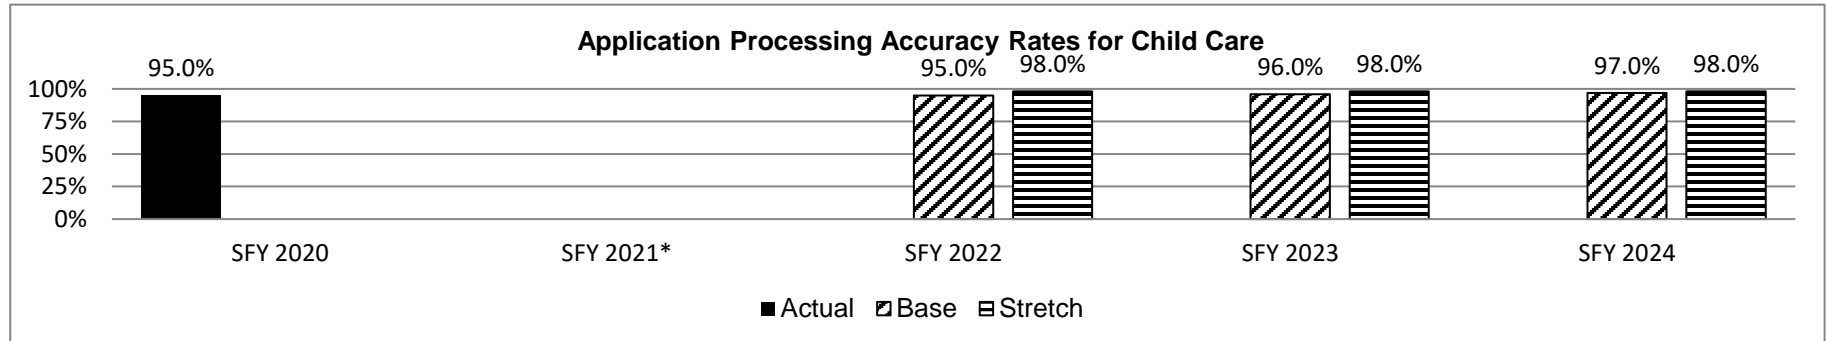 Application Processing Accuracy Rates for Child Care
95.0% 95.0% 98.0% 96.0% 98.0% 97.0% 98.0%
100%
75%
50%
25%
0%
SFY 2020 SFY 2021* SFY 2022 SFY 2023 SFY 2024
Actual Base Stretch